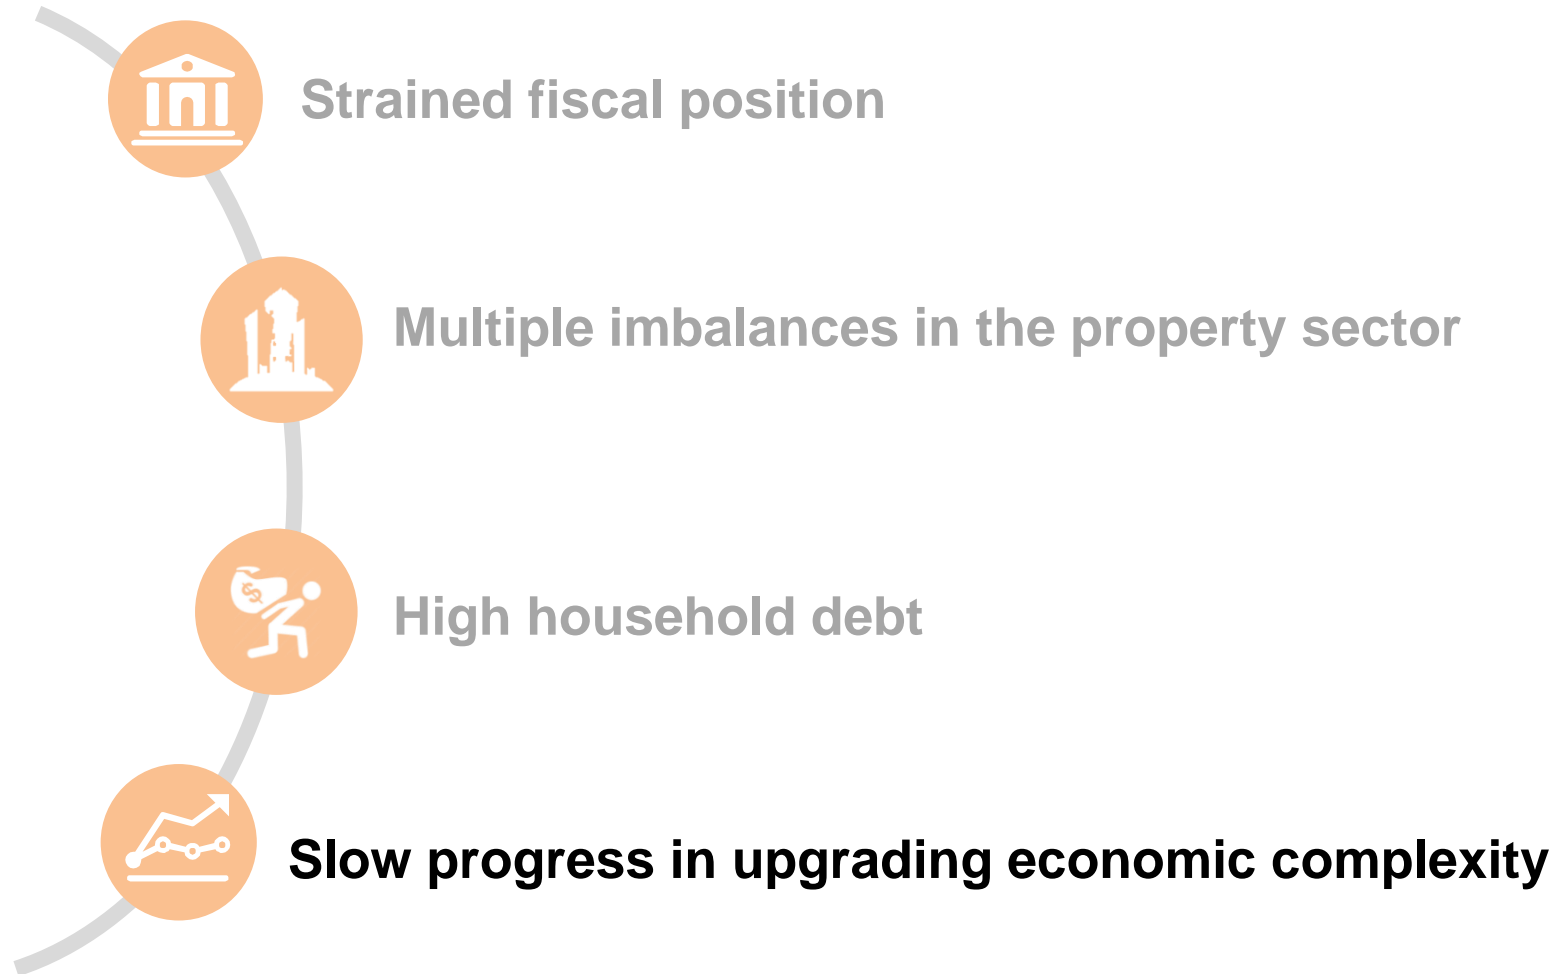 Strained fiscal position
Multiple imbalances in the property sector
$
High household debt
Slow progress in upgrading economic complexity